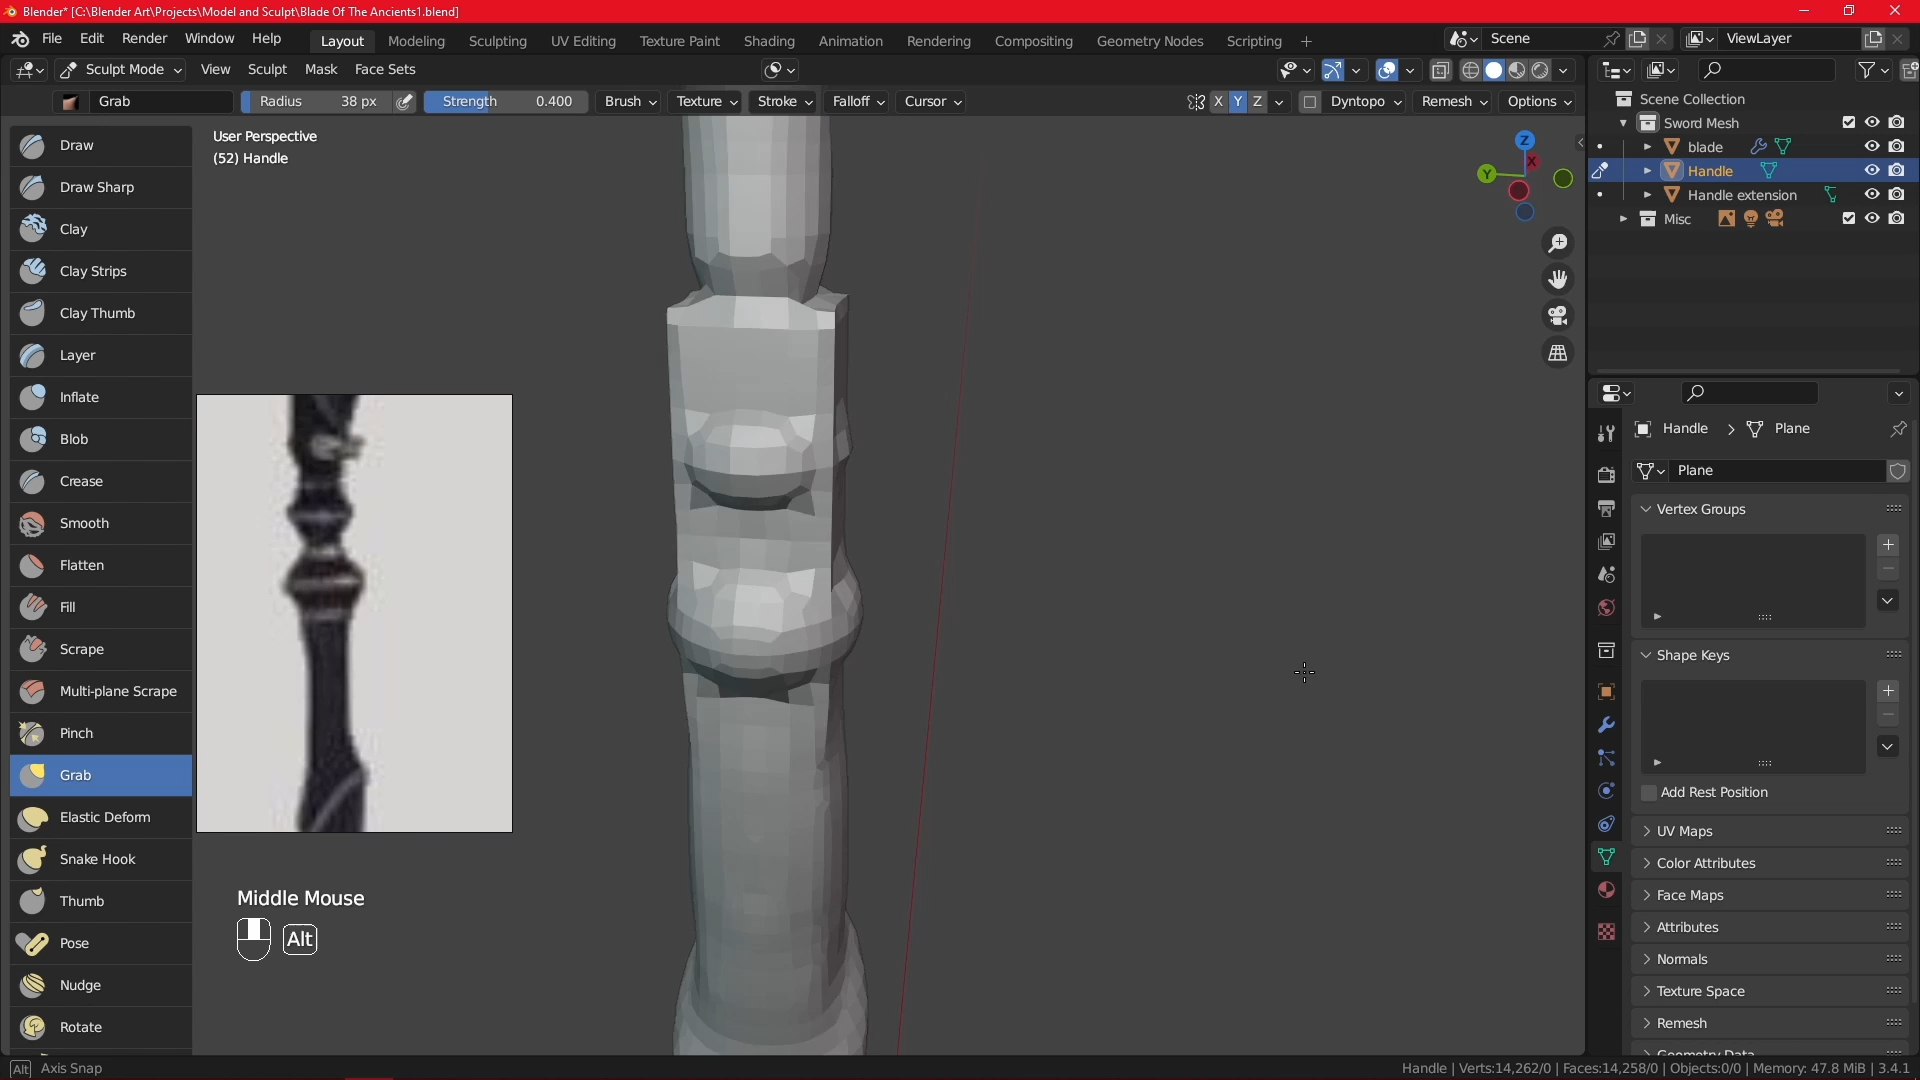 Blender* [C:\Blender Art\Projects\Model and Sculpt\Blade Of The Ancients1.blend]
File Edit Render Window Help
Layout Modeling Sculpting UV Editing Texture Paint Shading Animation Rendering Compositing Geometry Nodes Scripting +
Scene
ViewLayer
Sculpt Mode View Sculpt Mask Face Sets
Grab Radius 38 px Strength 0.400 Brush Texture Stroke Falloff Cursor X Y Z Dyntopo Remesh Options
User Perspective
(52) Handle
Draw
Draw Sharp
Clay
Clay Strips
Clay Thumb
Layer
Inflate
Blob
Crease
Smooth
Flatten
Fill
Scrape
Multi-plane Scrape
Pinch
Grab
Elastic Deform
Snake Hook
Thumb
Pose
Nudge
Rotate
Middle Mouse
Alt
Z
X
Y
Scene Collection
Sword Mesh
blade
Handle
Handle extension
Misc
Handle > Plane
Plane
Vertex Groups
Shape Keys
Add Rest Position
UV Maps
Color Attributes
Face Maps
Attributes
Normals
Texture Space
Remesh
Geometry Data
Alt Axis Snap
Handle | Verts:14,262/0 | Faces:14,258/0 | Objects:0/0 | Memory: 47.8 MiB | 3.4.1